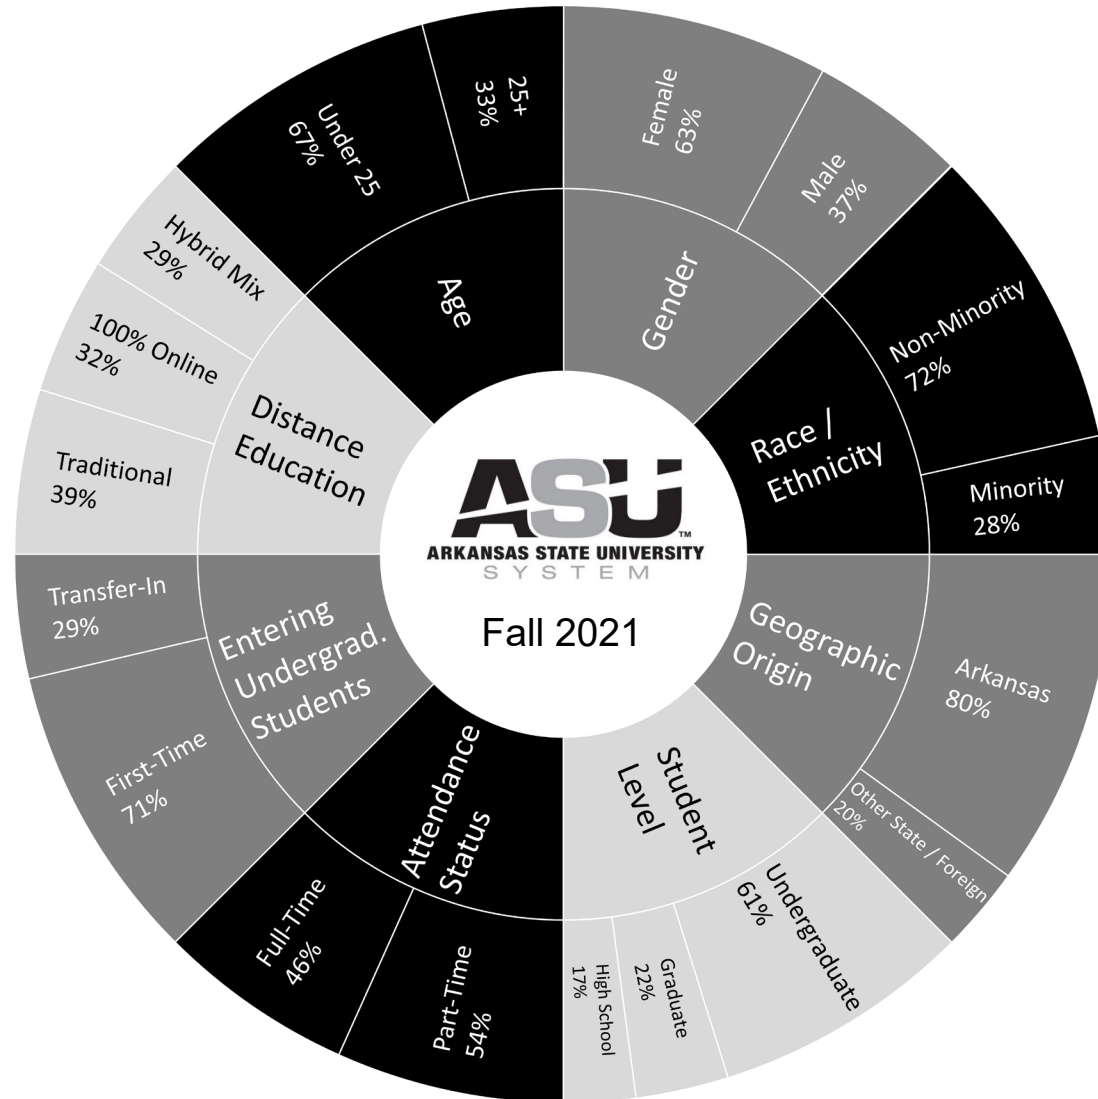 Gender
Female
63%
Male
37%
Race /
Ethnicity
Non-Minority
72%
Minority
28%
Geographic
Origin
Arkansas
80%
Other State / Foreign
20%
Student
Level
Undergraduate
61%
Graduate
22%
High School
17%
Attendance
Status
Part-Time
54%
Full-Time
46%
Entering
Undergrad.
Students
First-Time
71%
Transfer-In
29%
Distance
Education
Traditional
39%
100% Online
32%
Hybrid Mix
29%
Age
Under 25
67%
25+
33%
ASU™
ARKANSAS STATE UNIVERSITY
SYSTEM
Fall 2021